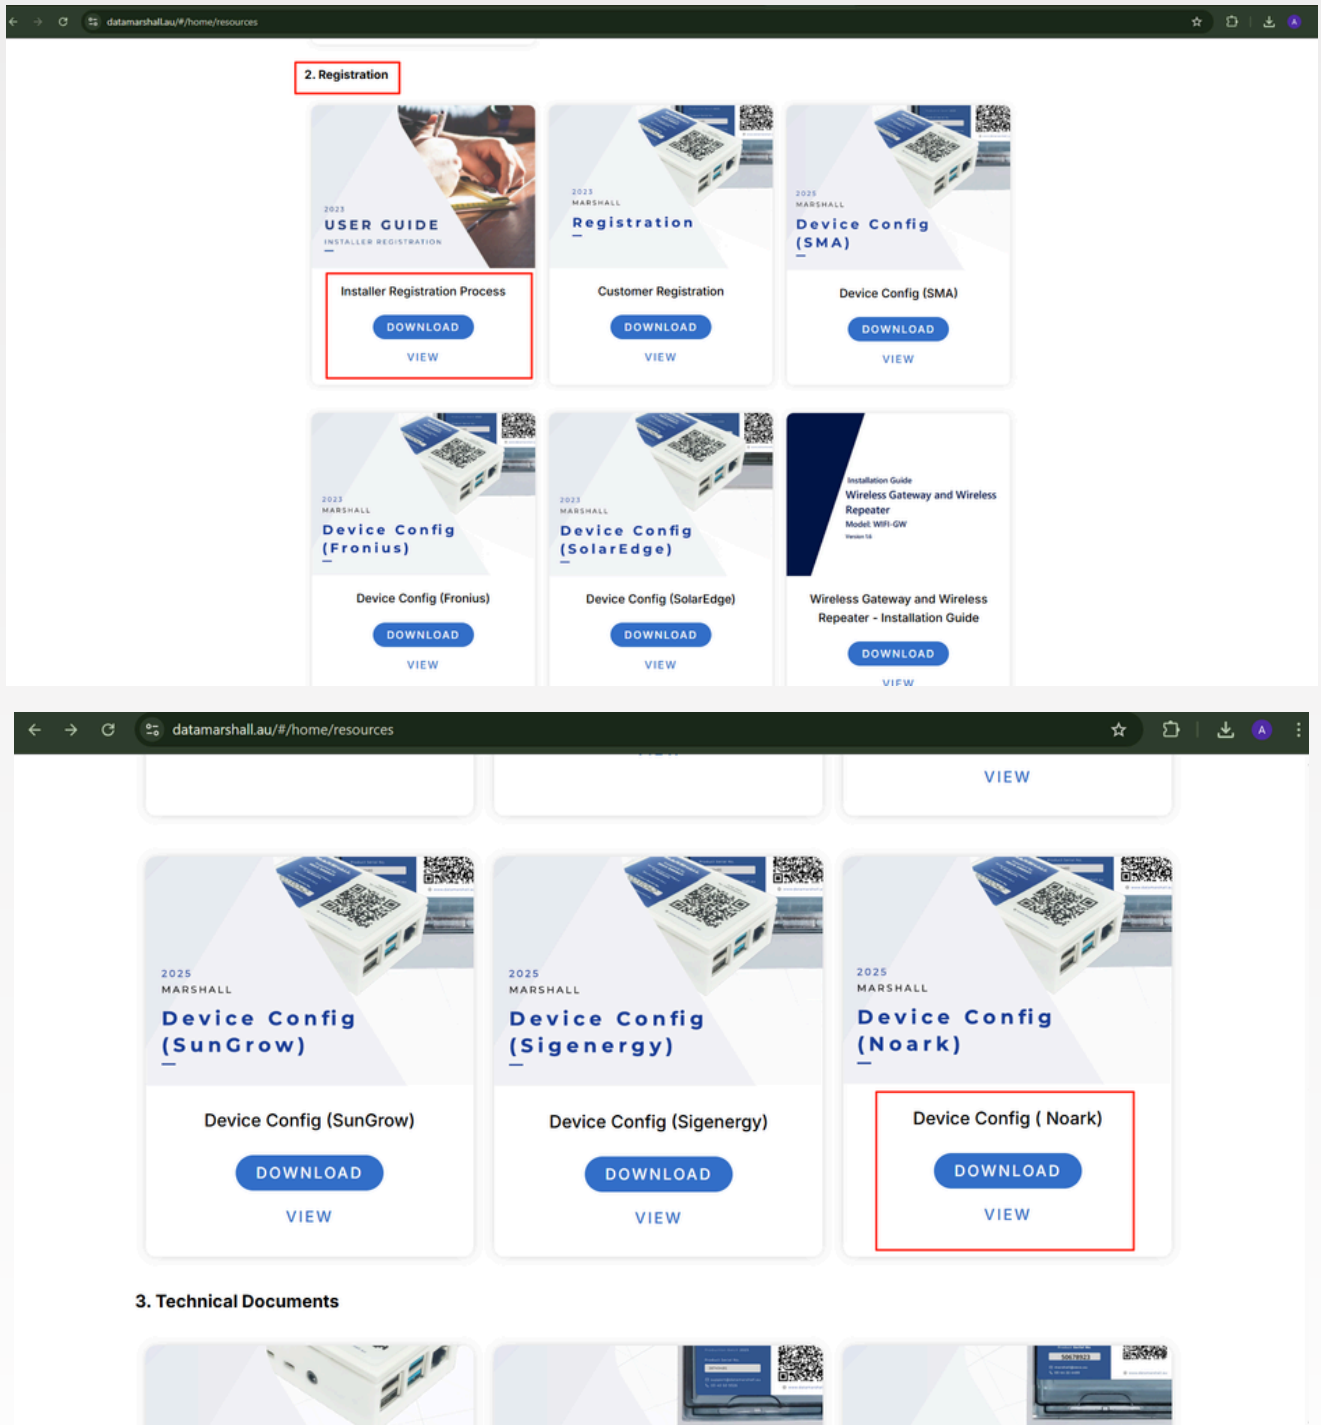 datamarshall.au/#/home/resources
2. Registration
2023
USER GUIDE
INSTALLER REGISTRATION
Installer Registration Process
DOWNLOAD
VIEW
2023
MARSHALL
Registration
Customer Registration
DOWNLOAD
VIEW
2025
MARSHALL
Device Config
(SMA)
Device Config (SMA)
DOWNLOAD
VIEW
2023
MARSHALL
Device Config
(Fronius)
Device Config (Fronius)
DOWNLOAD
VIEW
2023
MARSHALL
Device Config
(SolarEdge)
Device Config (SolarEdge)
DOWNLOAD
VIEW
Installation Guide
Wireless Gateway and Wireless
Repeater
Model: WIFI-GW
Wireless Gateway and Wireless
Repeater - Installation Guide
DOWNLOAD
VIEW
datamarshall.au/#/home/resources
A
VIEW
2025
MARSHALL
Device Config
(SunGrow)
Device Config (SunGrow)
DOWNLOAD
VIEW
2025
MARSHALL
Device Config
(Sigenergy)
Device Config (Sigenergy)
DOWNLOAD
VIEW
2025
MARSHALL
Device Config
(Noark)
Device Config ( Noark)
DOWNLOAD
VIEW
3. Technical Documents
Product Serial No.
50678923